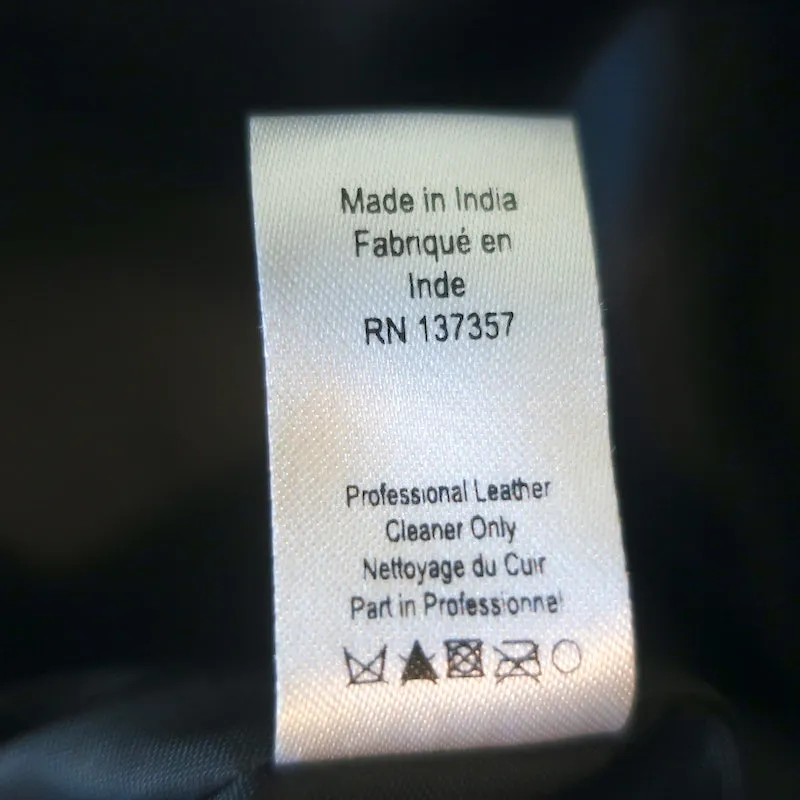 Made in India
Fabriqué en
Inde
RN 137357
Professional Leather
Cleaner Only
Nettoyage du Cuir
Part in Professionnel